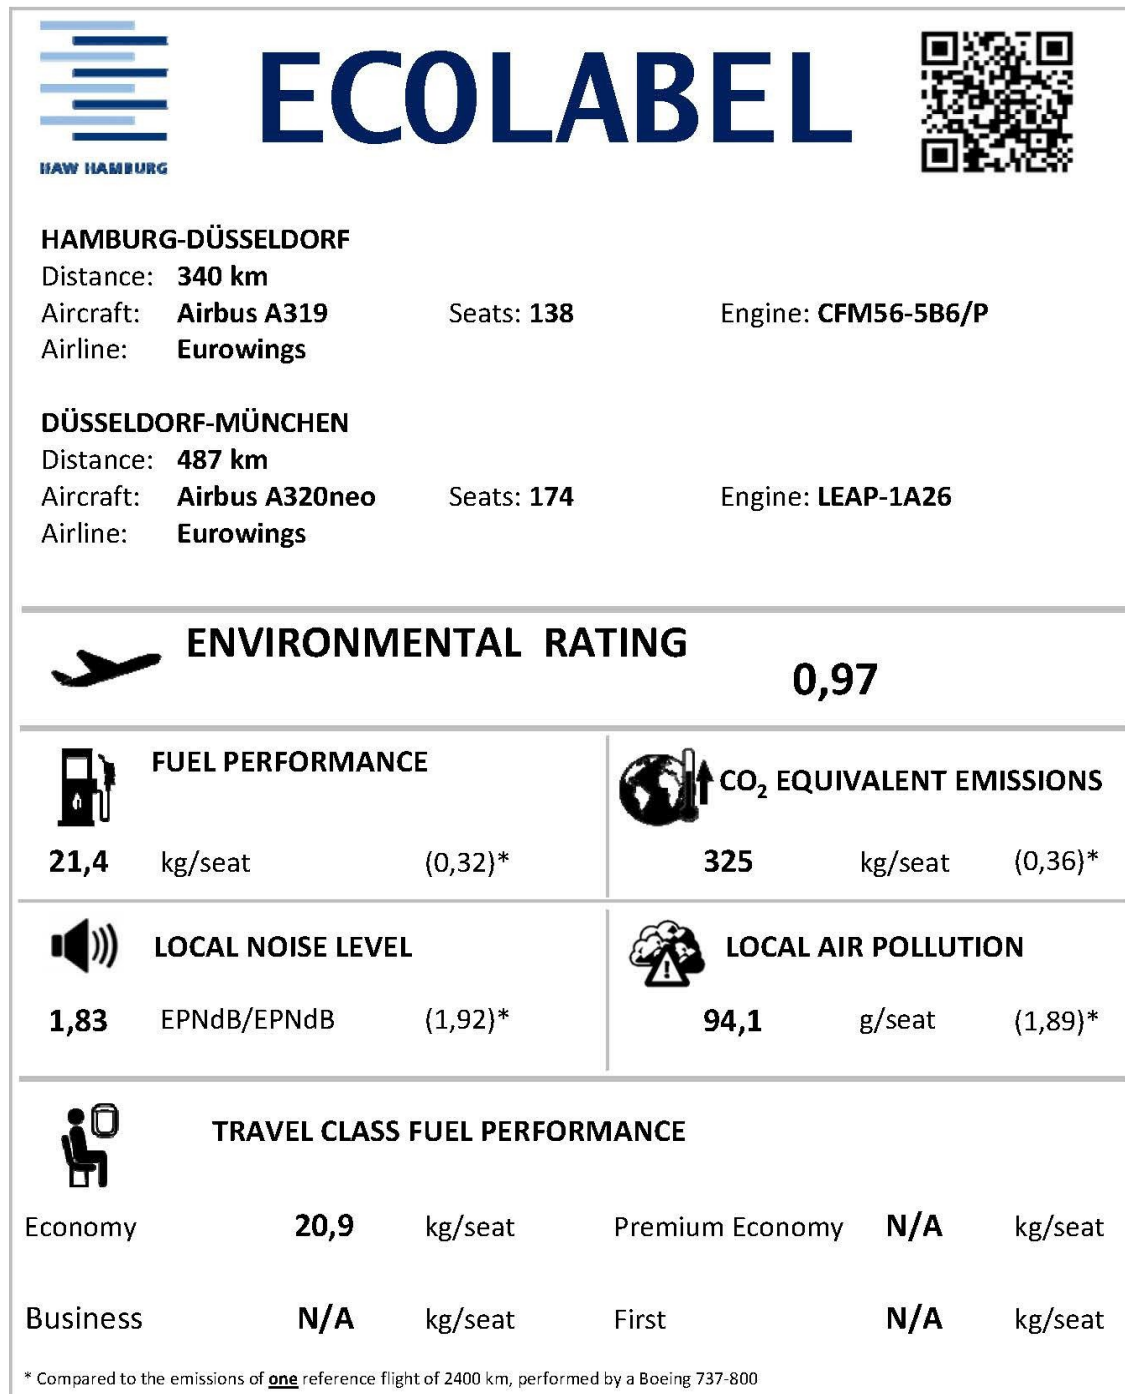 HAW HAMBURG
ECOLABEL
HAMBURG-DÜSSELDORF
Distance: 340 km
Aircraft: Airbus A319 Seats: 138 Engine: CFM56-5B6/P
Airline: Eurowings
DÜSSELDORF-MÜNCHEN
Distance: 487 km
Aircraft: Airbus A320neo Seats: 174 Engine: LEAP-1A26
Airline: Eurowings
ENVIRONMENTAL RATING
0,97
FUEL PERFORMANCE
21,4 kg/seat (0,32)*
CO₂ EQUIVALENT EMISSIONS
325 kg/seat (0,36)*
LOCAL NOISE LEVEL
1,83 EPNdB/EPNdB (1,92)*
LOCAL AIR POLLUTION
94,1 g/seat (1,89)*
TRAVEL CLASS FUEL PERFORMANCE
Economy 20,9 kg/seat Premium Economy N/A kg/seat
Business N/A kg/seat First N/A kg/seat
* Compared to the emissions of one reference flight of 2400 km, performed by a Boeing 737-800